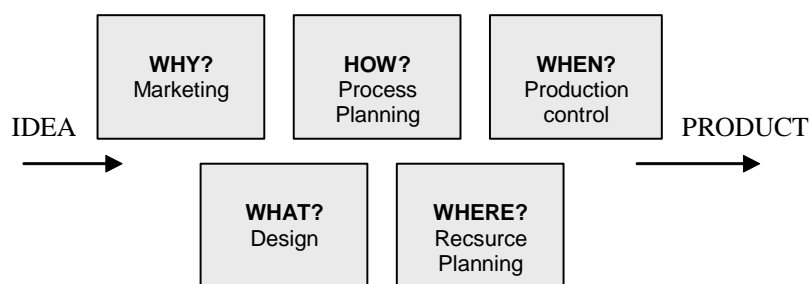 WHY?
Marketing
HOW?
Process
Planning
WHEN?
Production
control
IDEA
PRODUCT
WHAT?
Design
WHERE?
Recsurce
Planning